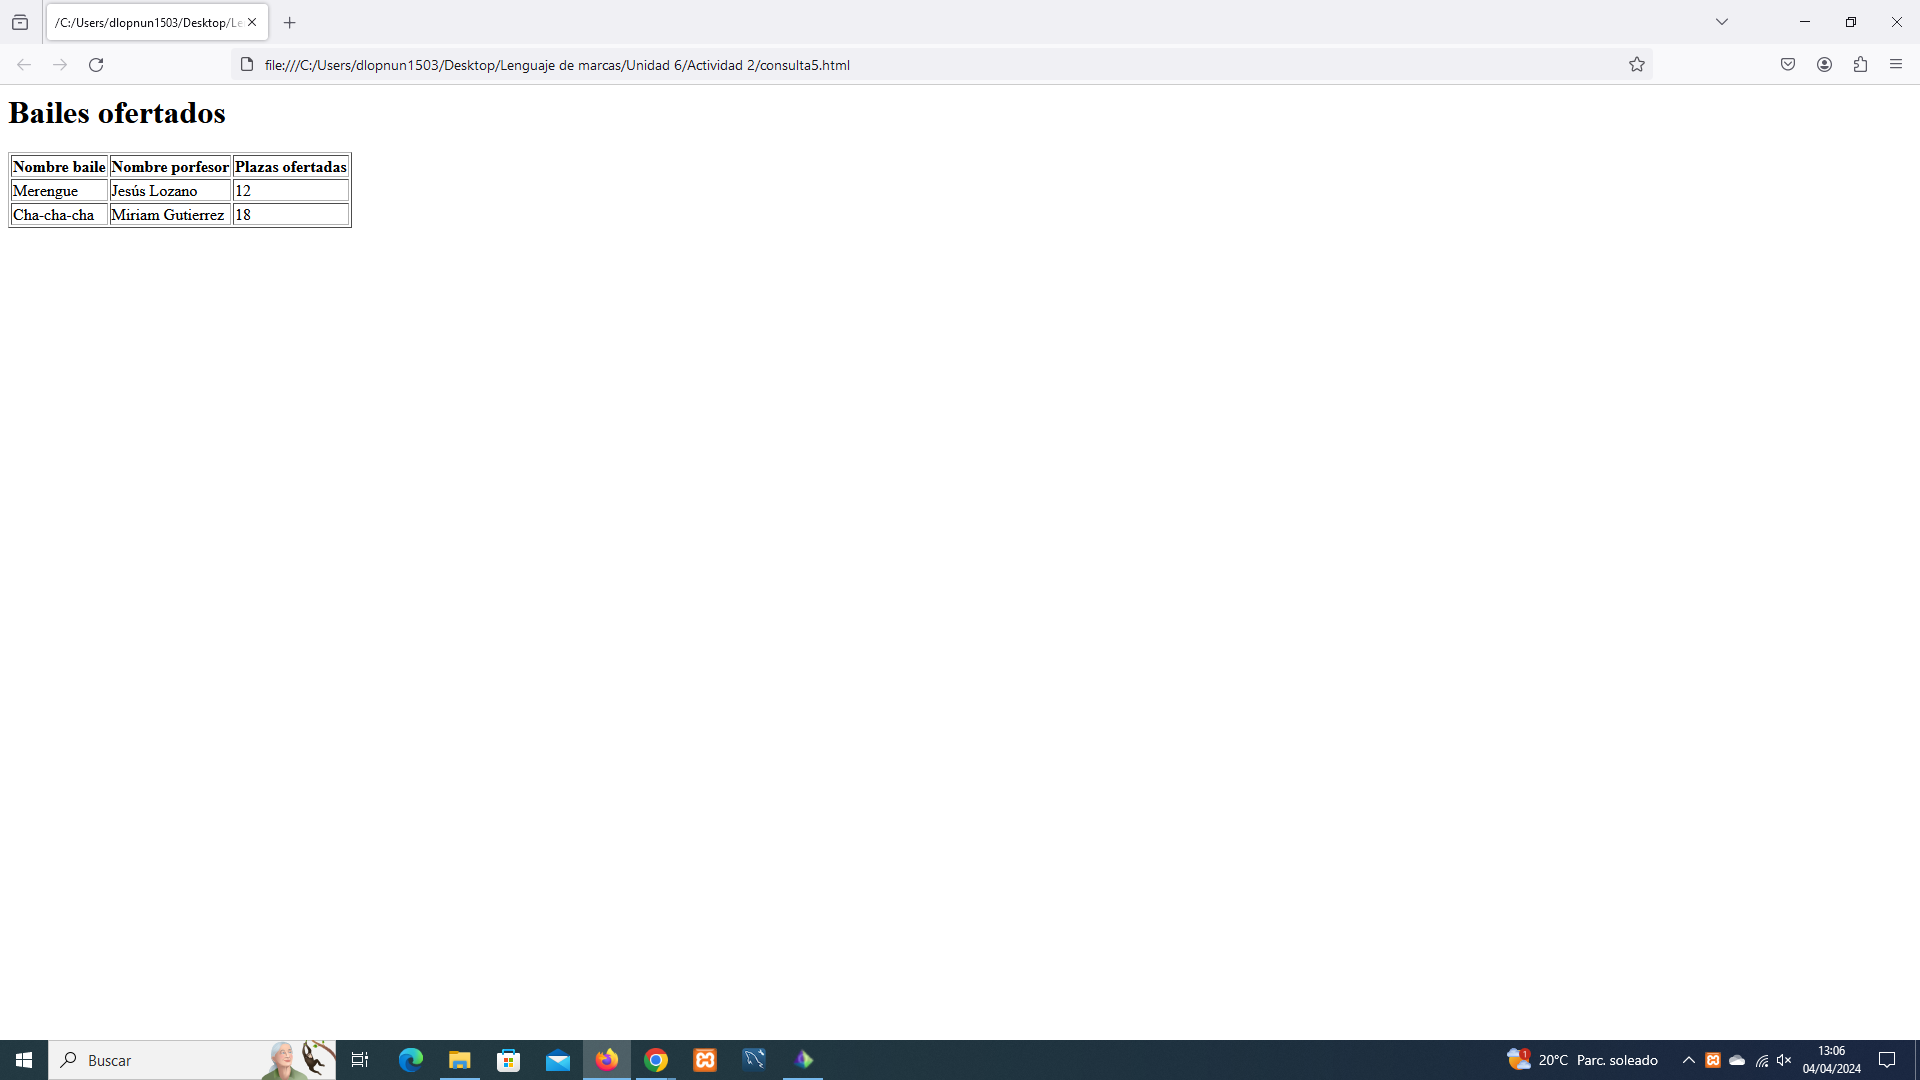 /C:/Users/dlopnun1503/Desktop/Le
file:///C:/Users/dlopnun1503/Desktop/Lenguaje de marcas/Unidad 6/Actividad 2/consulta5.html
Bailes ofertados
Nombre baile Nombre porfesor Plazas ofertadas
Merengue Jesús Lozano 12
Cha-cha-cha Miriam Gutierrez 18
Buscar
1 20°C Parc. soleado
13:06
04/04/2024